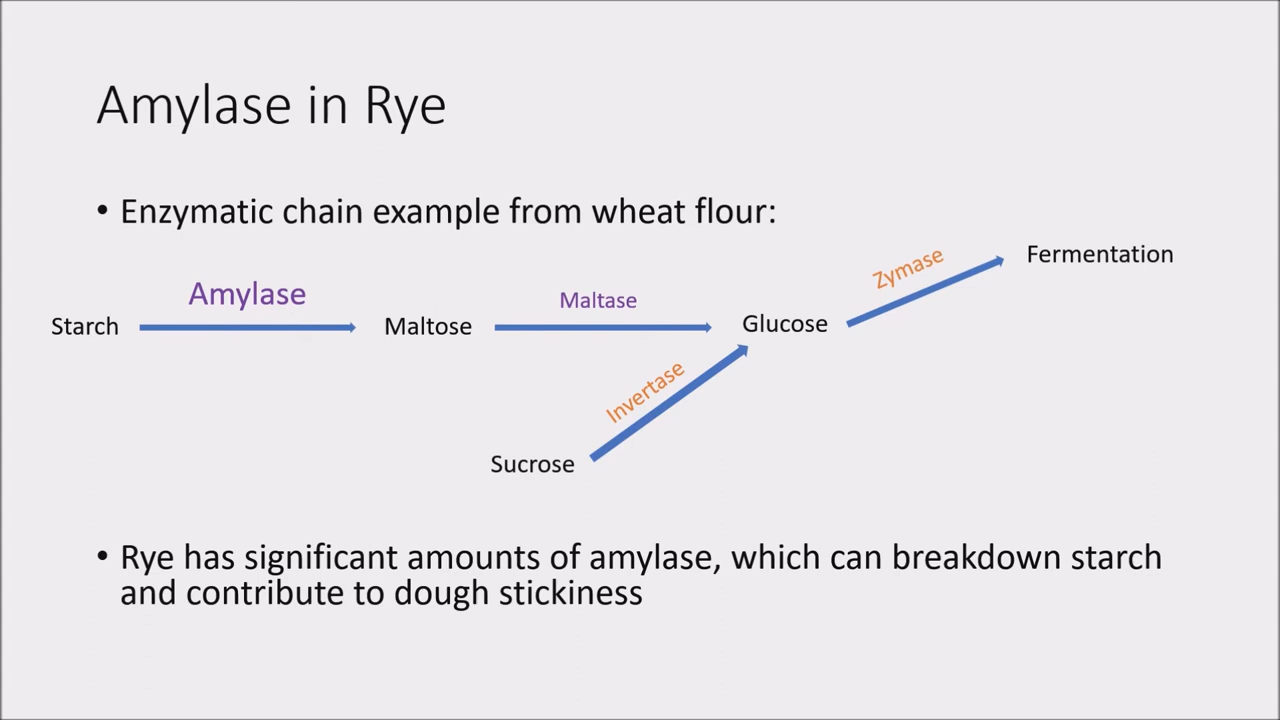 Amylase in Rye
• Enzymatic chain example from wheat flour:
Zymase
Fermentation
Amylase
Maltase
Starch
Maltose
Glucose
Invertase
Sucrose
• Rye has significant amounts of amylase, which can breakdown starch
and contribute to dough stickiness